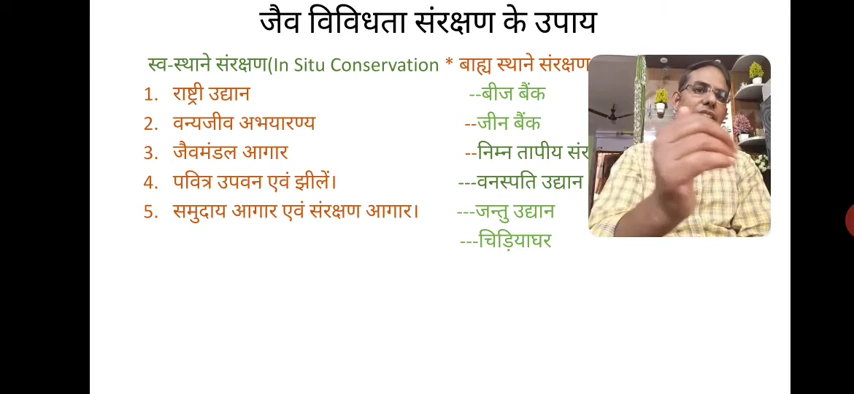 जैव विविधता संरक्षण के उपाय
स्व-स्थाने संरक्षण(In Situ Conservation * बाह्य स्थाने संरक्षण
1. राष्ट्री उद्यान --बीज बैंक
2. वन्यजीव अभयारण्य --जीन बैंक
3. जैवमंडल आगार --निम्न तापीय संर
4. पवित्र उपवन एवं झीलें। ---वनस्पति उद्यान
5. समुदाय आगार एवं संरक्षण आगार। ---जन्तु उद्यान
---चिड़ियाघर